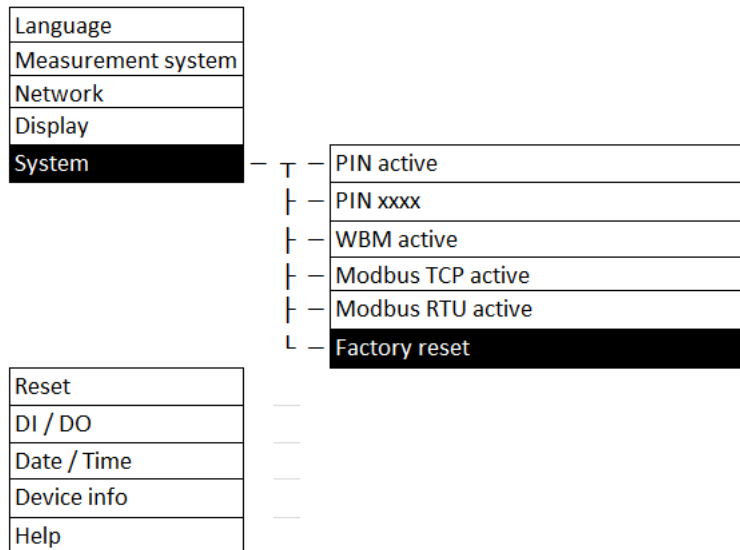 Language
Measurement system
Network
Display
System
PIN active
PIN xxxx
WBM active
Modbus TCP active
Modbus RTU active
Factory reset
Reset
DI / DO
Date / Time
Device info
Help